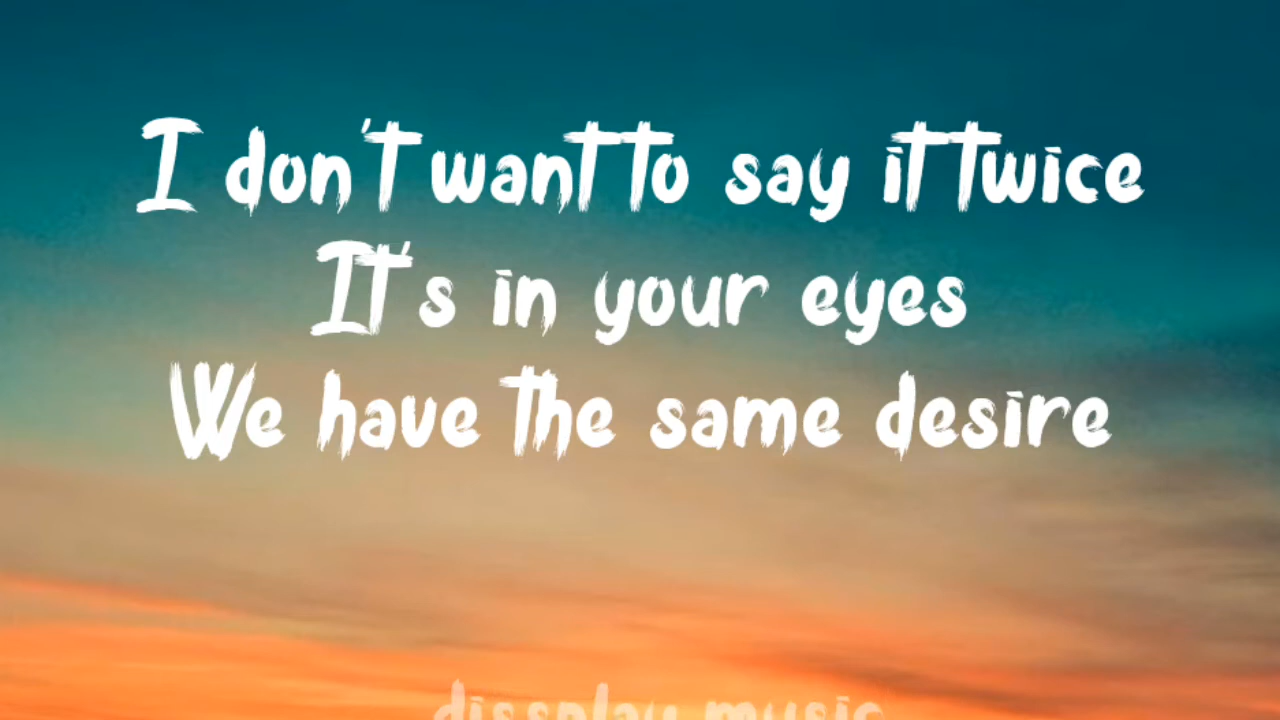 I don't want to say it twice
It's in your eyes
We have the same desire
dissplay music